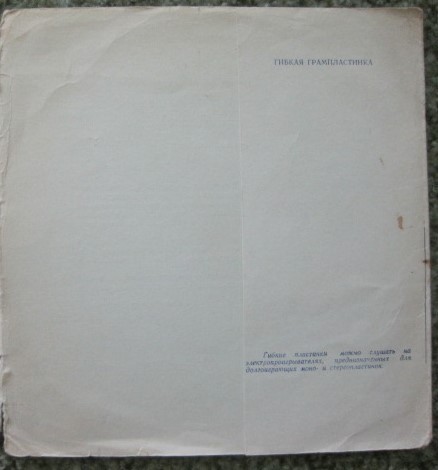 ГИБКАЯ ГРАМПЛАСТИНКА
Гибкие пластинки можно слушать на
электропроигрывателях, предназначенных для
долгоиграющих моно- и стереопластинок.